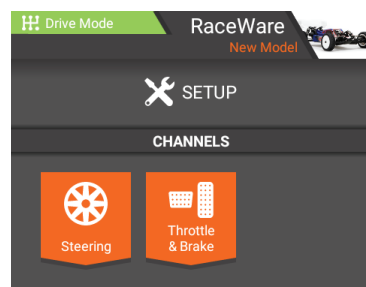 Drive Mode
RaceWare
New Model
SETUP
CHANNELS
Steering
Throttle
& Brake